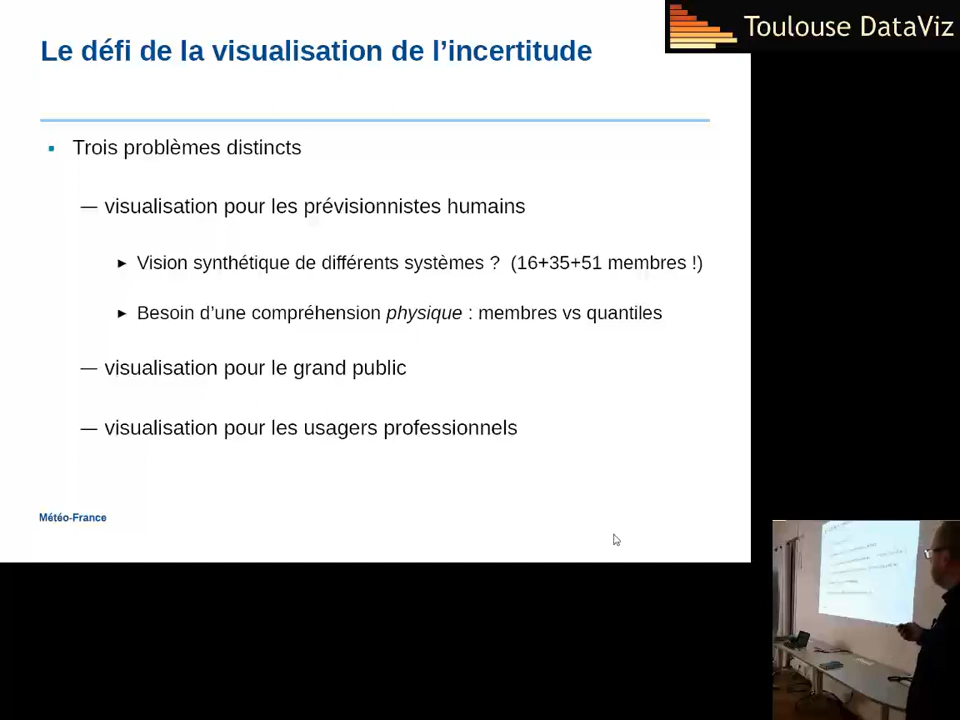 Toulouse DataViz
Le défi de la visualisation de l’incertitude
▪ Trois problèmes distincts
— visualisation pour les prévisionnistes humains
► Vision synthétique de différents systèmes ? (16+35+51 membres !)
► Besoin d’une compréhension physique : membres vs quantiles
— visualisation pour le grand public
— visualisation pour les usagers professionnels
Météo-France